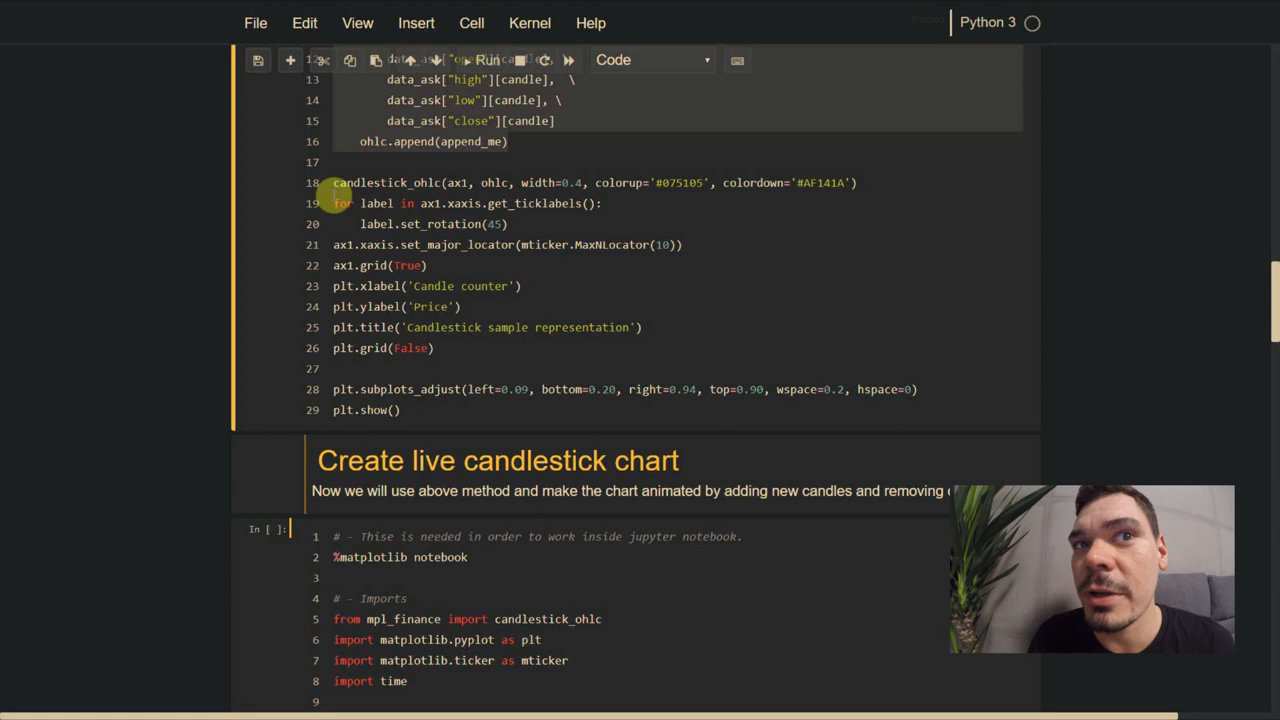 File Edit View Insert Cell Kernel Help Python 3
12 data_ask["open"][candle], \
Run Code
13 data_ask["high"][candle], \
14 data_ask["low"][candle], \
15 data_ask["close"][candle]
16 ohlc.append(append_me)
17
18 candlestick_ohlc(ax1, ohlc, width=0.4, colorup='#075105', colordown='#AF141A')
19 for label in ax1.xaxis.get_ticklabels():
20 label.set_rotation(45)
21 ax1.xaxis.set_major_locator(mticker.MaxNLocator(10))
22 ax1.grid(True)
23 plt.xlabel('Candle counter')
24 plt.ylabel('Price')
25 plt.title('Candlestick sample representation')
26 plt.grid(False)
27
28 plt.subplots_adjust(left=0.09, bottom=0.20, right=0.94, top=0.90, wspace=0.2, hspace=0)
29 plt.show()
Create live candlestick chart
Now we will use above method and make the chart animated by adding new candles and removing
In [ ]:
1 # - Thise is needed in order to work inside jupyter notebook.
2 %matplotlib notebook
3
4 # - Imports
5 from mpl_finance import candlestick_ohlc
6 import matplotlib.pyplot as plt
7 import matplotlib.ticker as mticker
8 import time
9